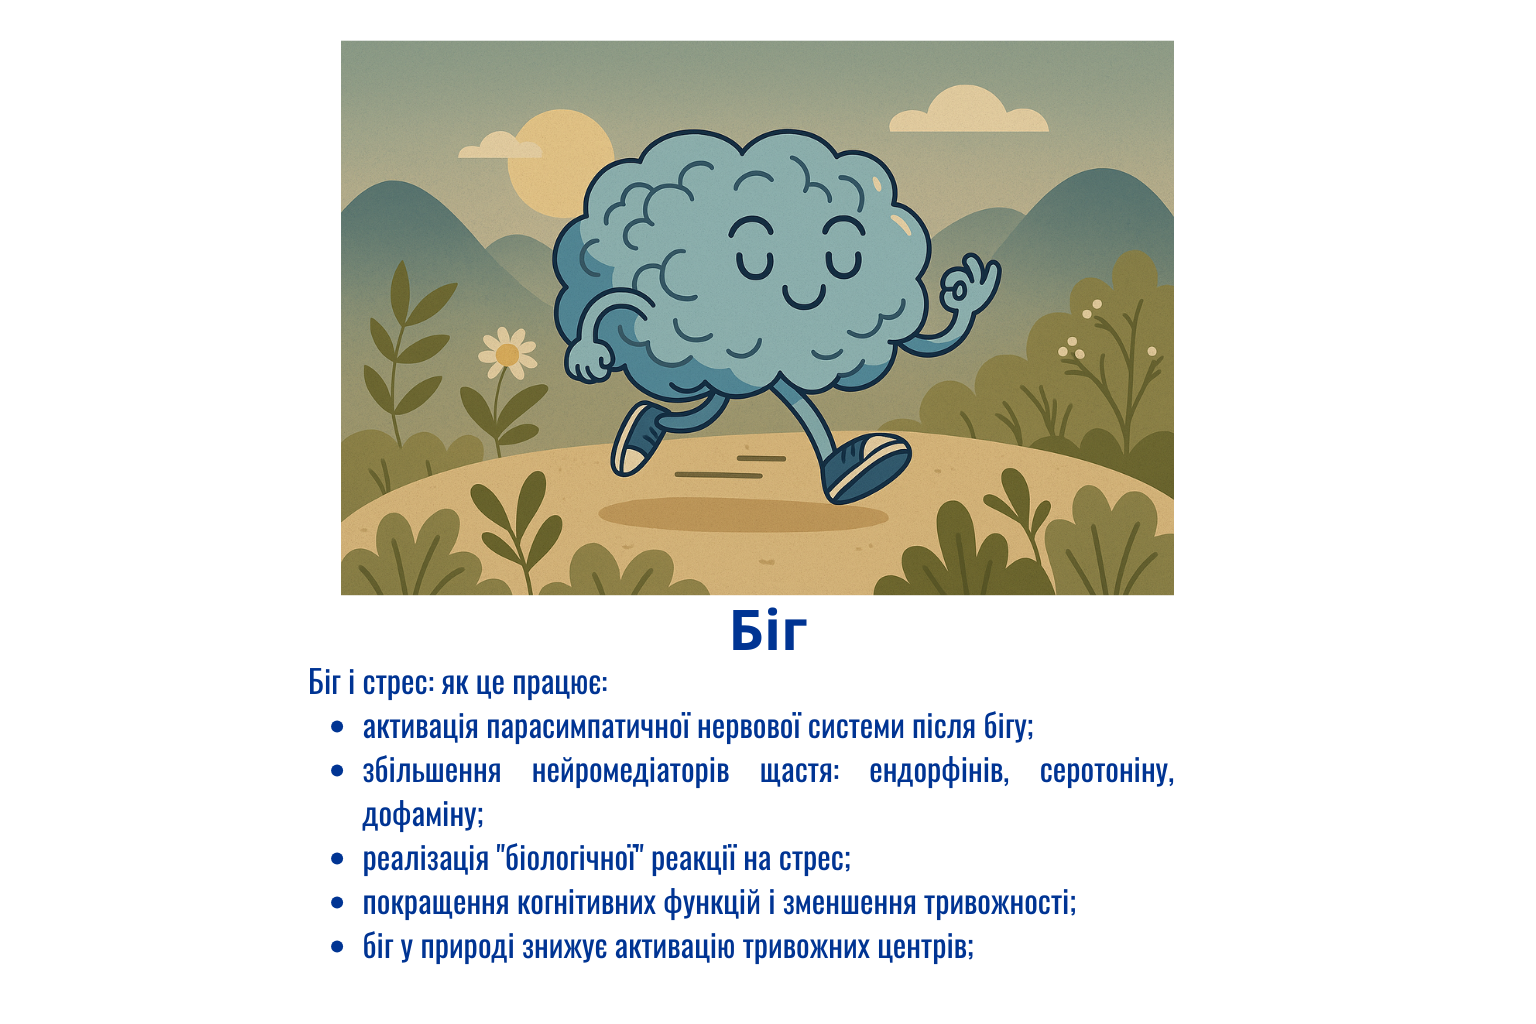 Біг
Біг і стрес: як це працює:
• активація парасимпатичної нервової системи після бігу;
• збільшення нейромедіаторів щастя: ендорфінів, серотоніну,
дофаміну;
• реалізація "біологічної" реакції на стрес;
• покращення когнітивних функцій і зменшення тривожності;
• біг у природі знижує активацію тривожних центрів;